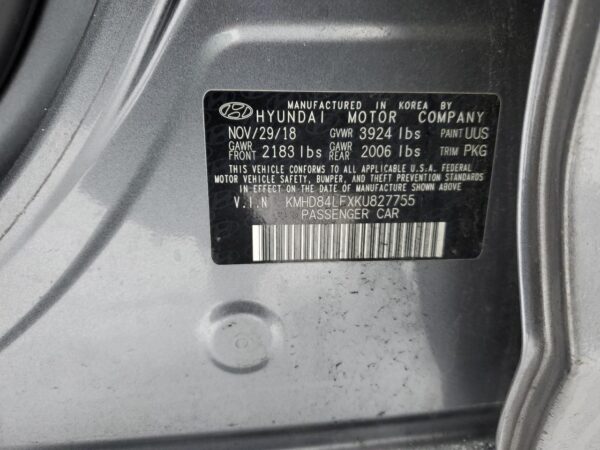 MANUFACTURED IN KOREA BY
HYUNDAI MOTOR COMPANY
NOV/29/18 GVWR 3924 lbs PAINT UUS
GAWR FRONT 2183 lbs GAWR REAR 2006 lbs TRIM PKG
THIS VEHICLE CONFORMS TO ALL APPLICABLE U.S.A. FEDERAL
MOTOR VEHICLE SAFETY, BUMPER, AND THEFT PREVENTION STANDARDS
IN EFFECT ON THE DATE OF MANUFACTURE SHOWN ABOVE.
V.I.N KMHD84LFXKU827755
PASSENGER CAR